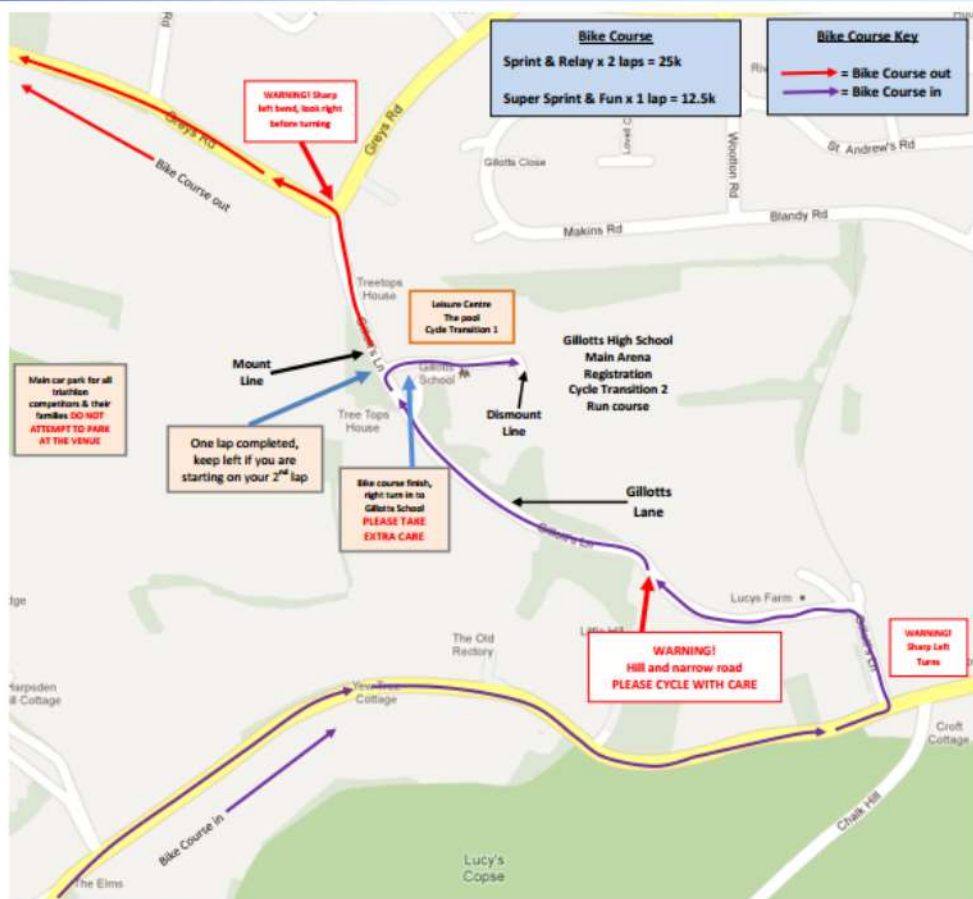 Bike Course
Sprint & Relay x 2 laps = 25k
Super Sprint & Fun x 1 lap = 12.5k
Bike Course Key
= Bike Course out
= Bike Course in
Rd
WARNING! Sharp
left bend, look right
before turning
Greys Rd
Greys Rd
Bike Course out
Gillotts Close
Lovell C
Wootton Rd
St. Andrew's Rd
Makins Rd
Blandy Rd
Treetops
House
Leisure Centre
The pool
Cycle Transition 1
Gillotts High School
Main Arena
Registration
Cycle Transition 2
Run course
Mount
Line
Gillotts
School
Dismount
Line
Main car park for all
triathlon
competitors & their
families DO NOT
ATTEMPT TO PARK
AT THE VENUE
Tree Tops
House
One lap completed,
keep left if you are
starting on your 2nd lap
Bike course finish,
right turn in to
Gillotts School
PLEASE TAKE
EXTRA CARE
Gillotts
Lane
Gillott's Ln
Lucys Farm
WARNING!
Hill and narrow road
PLEASE CYCLE WITH CARE
WARNING!
Sharp Left
Turns
The Old
Rectory
Harpsden
ll Cottage
Yew Tree
Cottage
Croft
Cottage
Chalk Hill
Bike Course in
Lucy's
Copse
The Elms